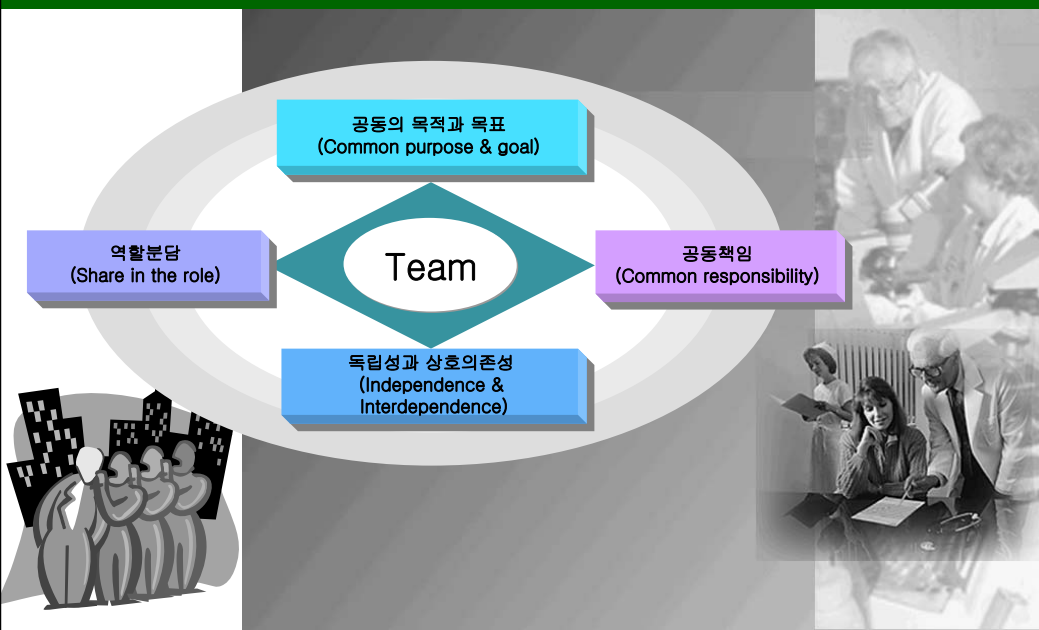 공동의 목적과 목표
(Common purpose & goal)
역할분담
(Share in the role)
Team
공동책임
(Common responsibility)
독립성과 상호의존성
(Independence &
Interdependence)